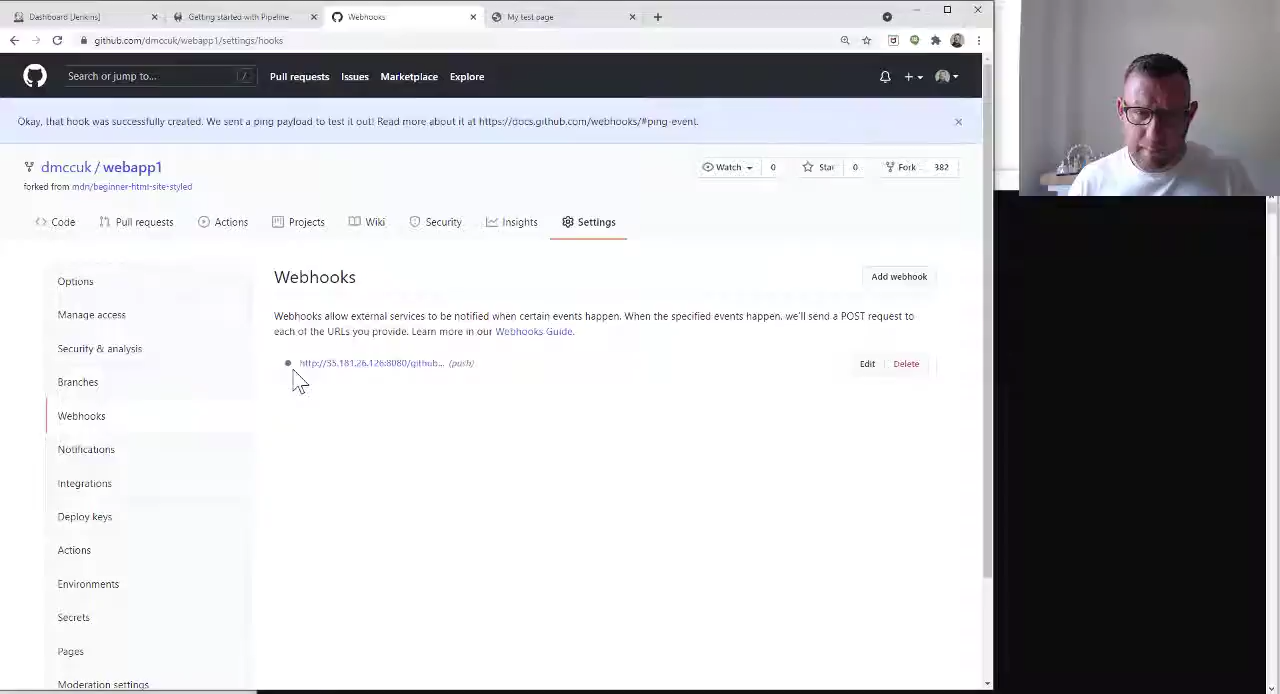 Dashboard [Jenkins]
Getting started with Pipeline
Webhooks
My test page
github.com/dmccuk/webapp1/settings/hooks
Search or jump to...
/
Pull requests
Issues
Marketplace
Explore
Okay, that hook was successfully created. We sent a ping payload to test it out! Read more about it at https://docs.github.com/webhooks/#ping-event.
dmccuk / webapp1
Watch
0
Star
0
Fork
382
forked from mdn/beginner-html-site-styled
Code
Pull requests
Actions
Projects
Wiki
Security
Insights
Settings
Options
Manage access
Security & analysis
Branches
Webhooks
Notifications
Integrations
Deploy keys
Actions
Environments
Secrets
Pages
Moderation settings
Webhooks
Add webhook
Webhooks allow external services to be notified when certain events happen. When the specified events happen, we'll send a POST request to
each of the URLs you provide. Learn more in our Webhooks Guide.
http://35.181.26.126:8080/github... (push)
Edit
Delete